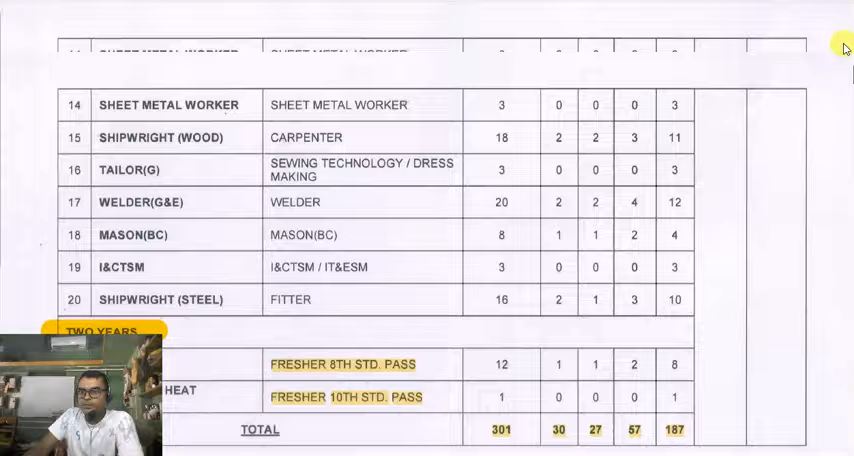 14 SHEET METAL WORKER SHEET METAL WORKER 3 0 0 0 3
15 SHIPWRIGHT (WOOD) CARPENTER 18 2 2 3 11
16 TAILOR(G) SEWING TECHNOLOGY / DRESS
MAKING 3 0 0 0 3
17 WELDER(G&E) WELDER 20 2 2 4 12
18 MASON(BC) MASON(BC) 8 1 1 2 4
19 I&CTSM I&CTSM / IT&ESM 3 0 0 0 3
20 SHIPWRIGHT (STEEL) FITTER 16 2 1 3 10
TWO YEARS
FRESHER 8TH STD. PASS 12 1 1 2 8
HEAT FRESHER 10TH STD. PASS 1 0 0 0 1
TOTAL 301 30 27 57 187